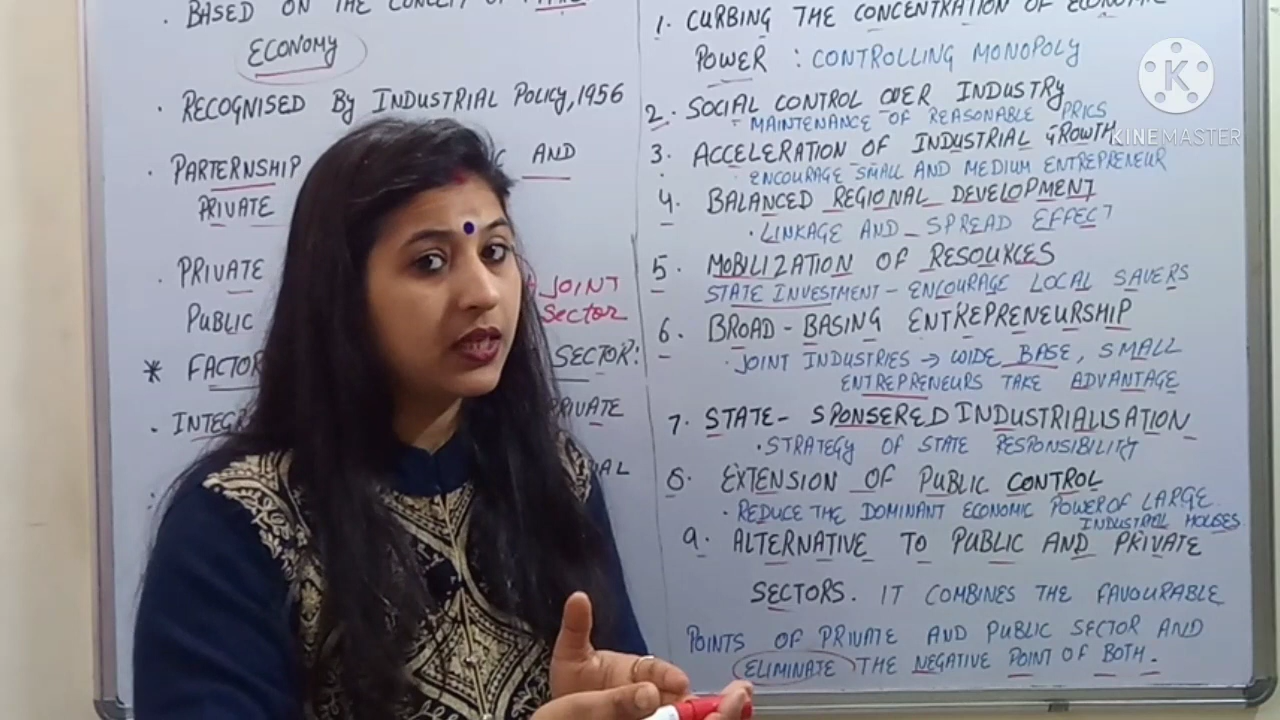 . BASED ON THE CONCEPT OF
ECONOMY
. RECOGNISED BY INDUSTRIAL POLICY, 1956
. PARTERNSHIP AND
PRIVATE
. PRIVATE JOINT
PUBLIC Sector
* FACTOR SECTOR:
. PRIVATE
1. CURBING THE CONCENTRATION OF ECONOMIC
POWER : CONTROLLING MONOPOLY
2. SOCIAL CONTROL OVER INDUSTRY
- MAINTENANCE OF REASONABLE PRICS
3. ACCELERATION OF INDUSTRIAL GROWTH
. ENCOURAGE SMALL AND MEDIUM ENTREPRENEUR
4. BALANCED REGIONAL DEVELOPMENT
. LINKAGE AND SPREAD EFFECT
5. MOBILIZATION OF RESOURCES
STATE INVESTMENT - ENCOURAGE LOCAL SAVERS
6. BROAD - BASING ENTREPRENEURSHIP
. JOINT INDUSTRIES → WIDE BASE, SMALL
ENTREPRENEURS TAKE ADVANTAGE
7. STATE - SPONSERED INDUSTRIALISATION
. STRATEGY OF STATE RESPONSIBILITY
8. EXTENSION OF PUBLIC CONTROL
. REDUCE THE DOMINANT ECONOMIC POWER OF LARGE
INDUSTRIAL HOUSES
9. ALTERNATIVE TO PUBLIC AND PRIVATE
SECTORS. IT COMBINES THE FAVOURABLE
POINTS OF PRIVATE AND PUBLIC SECTOR AND
ELIMINATE THE NEGATIVE POINT OF BOTH.
K
KINEMASTER